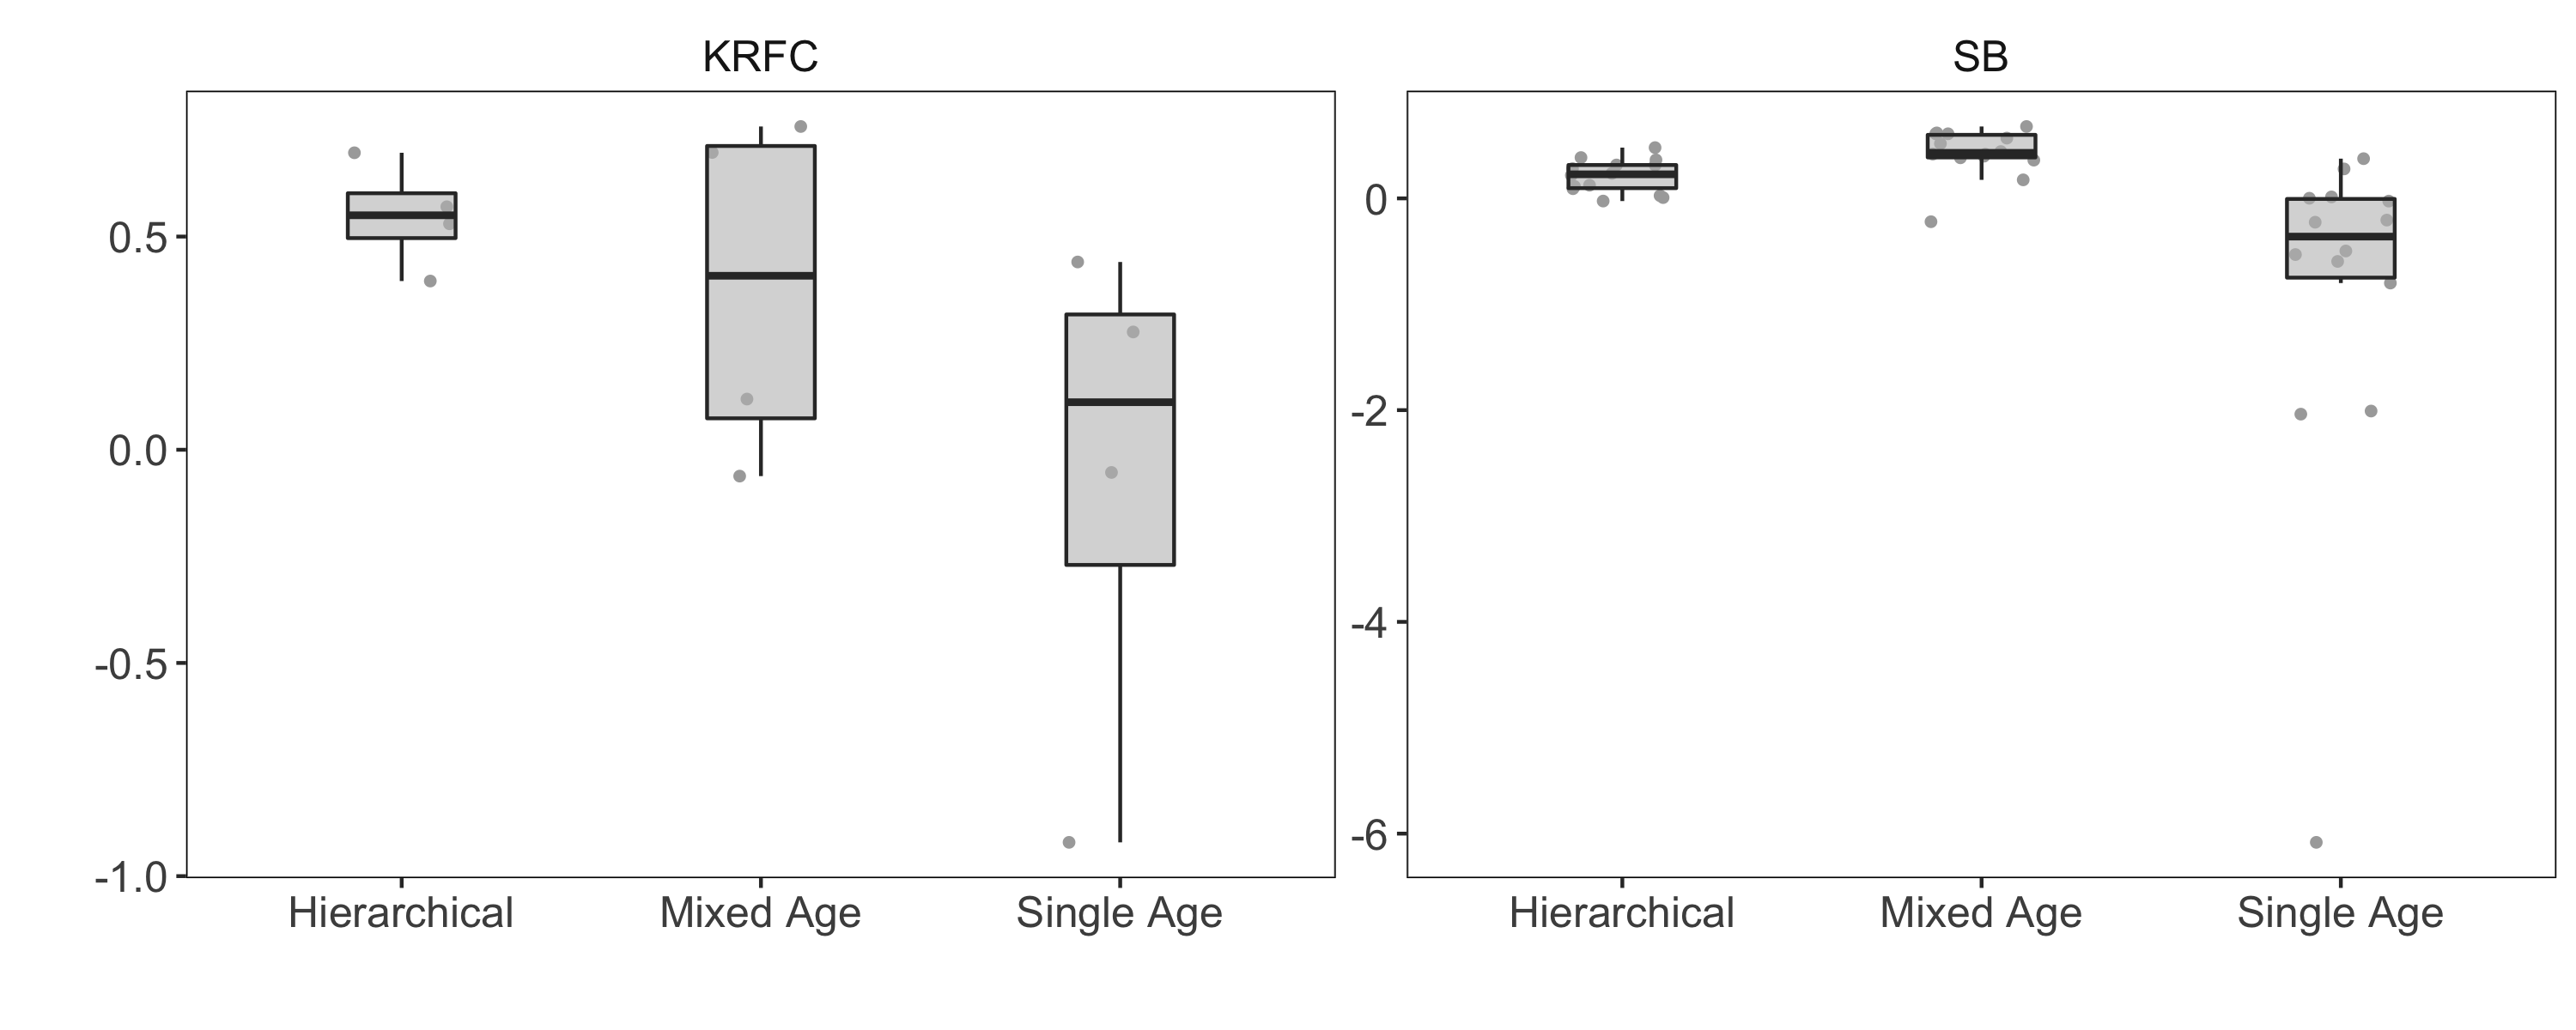 KRFC
0.5
0.0
-0.5
-1.0
Hierarchical
Mixed Age
Single Age
SB
0
-2
-4
-6
Hierarchical
Mixed Age
Single Age